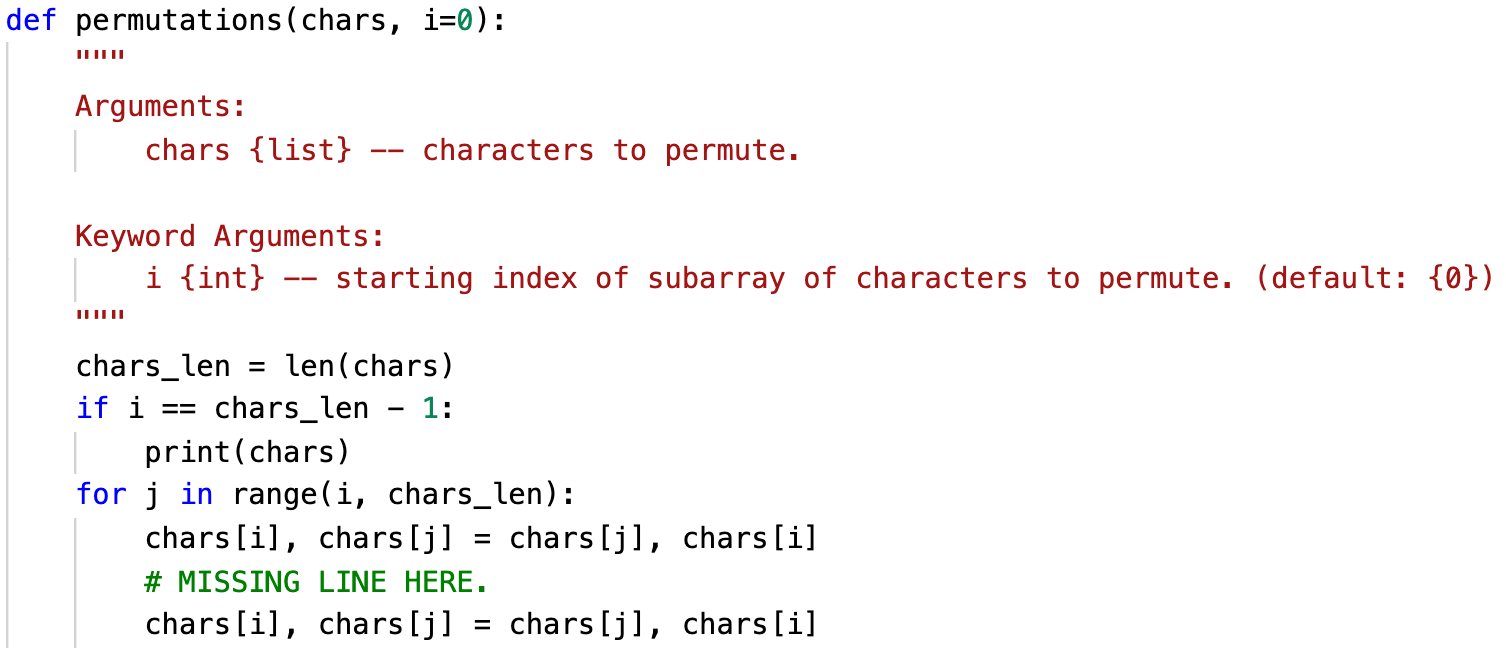 def permutations(chars, i=0):
    """
    Arguments:
        chars {list} -- characters to permute.

    Keyword Arguments:
        i {int} -- starting index of subarray of characters to permute. (default: {0})
    """
    chars_len = len(chars)
    if i == chars_len - 1:
        print(chars)
    for j in range(i, chars_len):
        chars[i], chars[j] = chars[j], chars[i]
        # MISSING LINE HERE.
        chars[i], chars[j] = chars[j], chars[i]